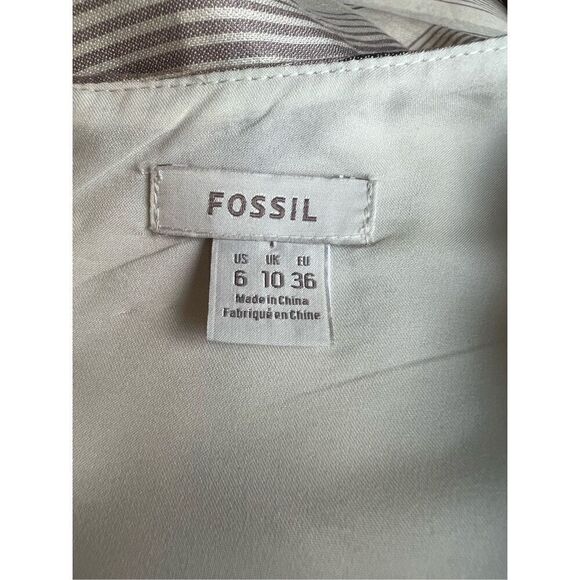 FOSSIL
US UK EU
6 10 36
Made in China
Fabriqué en Chine